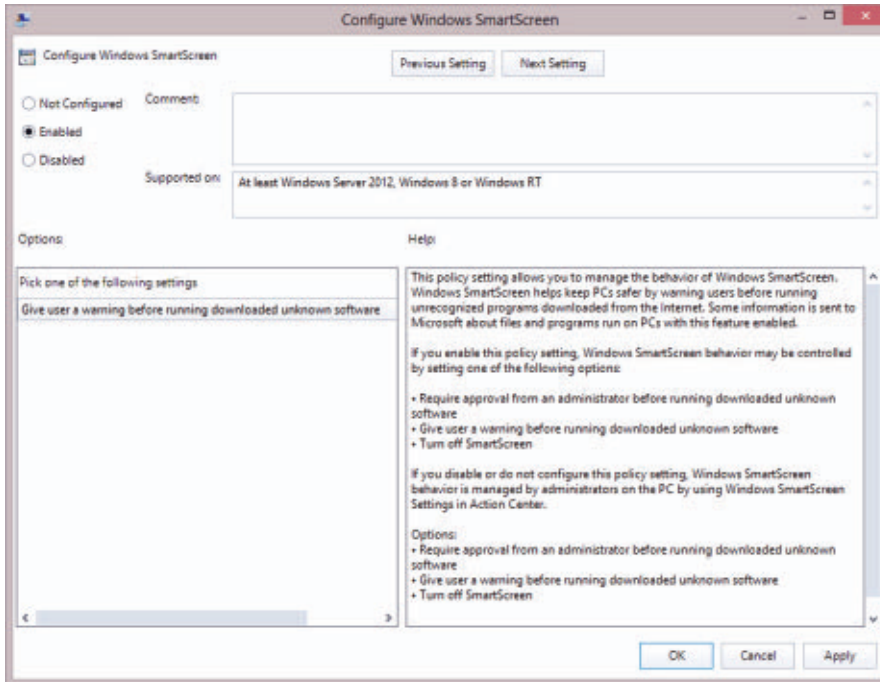 Configure Windows SmartScreen
Configure Windows SmartScreen
Previous Setting
Next Setting
Not Configured
Comment:
Enabled
Disabled
Supported on:
At least Windows Server 2012, Windows 8 or Windows RT
Options:
Help:
Pick one of the following settings
Give user a warning before running downloaded unknown software
This policy setting allows you to manage the behavior of Windows SmartScreen.
Windows SmartScreen helps keep PCs safer by warning users before running
unrecognized programs downloaded from the Internet. Some information is sent to
Microsoft about files and programs run on PCs with this feature enabled.
If you enable this policy setting, Windows SmartScreen behavior may be controlled
by setting one of the following options:
• Require approval from an administrator before running downloaded unknown
software
• Give user a warning before running downloaded unknown software
• Turn off SmartScreen
If you disable or do not configure this policy setting, Windows SmartScreen
behavior is managed by administrators on the PC by using Windows SmartScreen
Settings in Action Center.
Options:
• Require approval from an administrator before running downloaded unknown
software
• Give user a warning before running downloaded unknown software
• Turn off SmartScreen
OK
Cancel
Apply